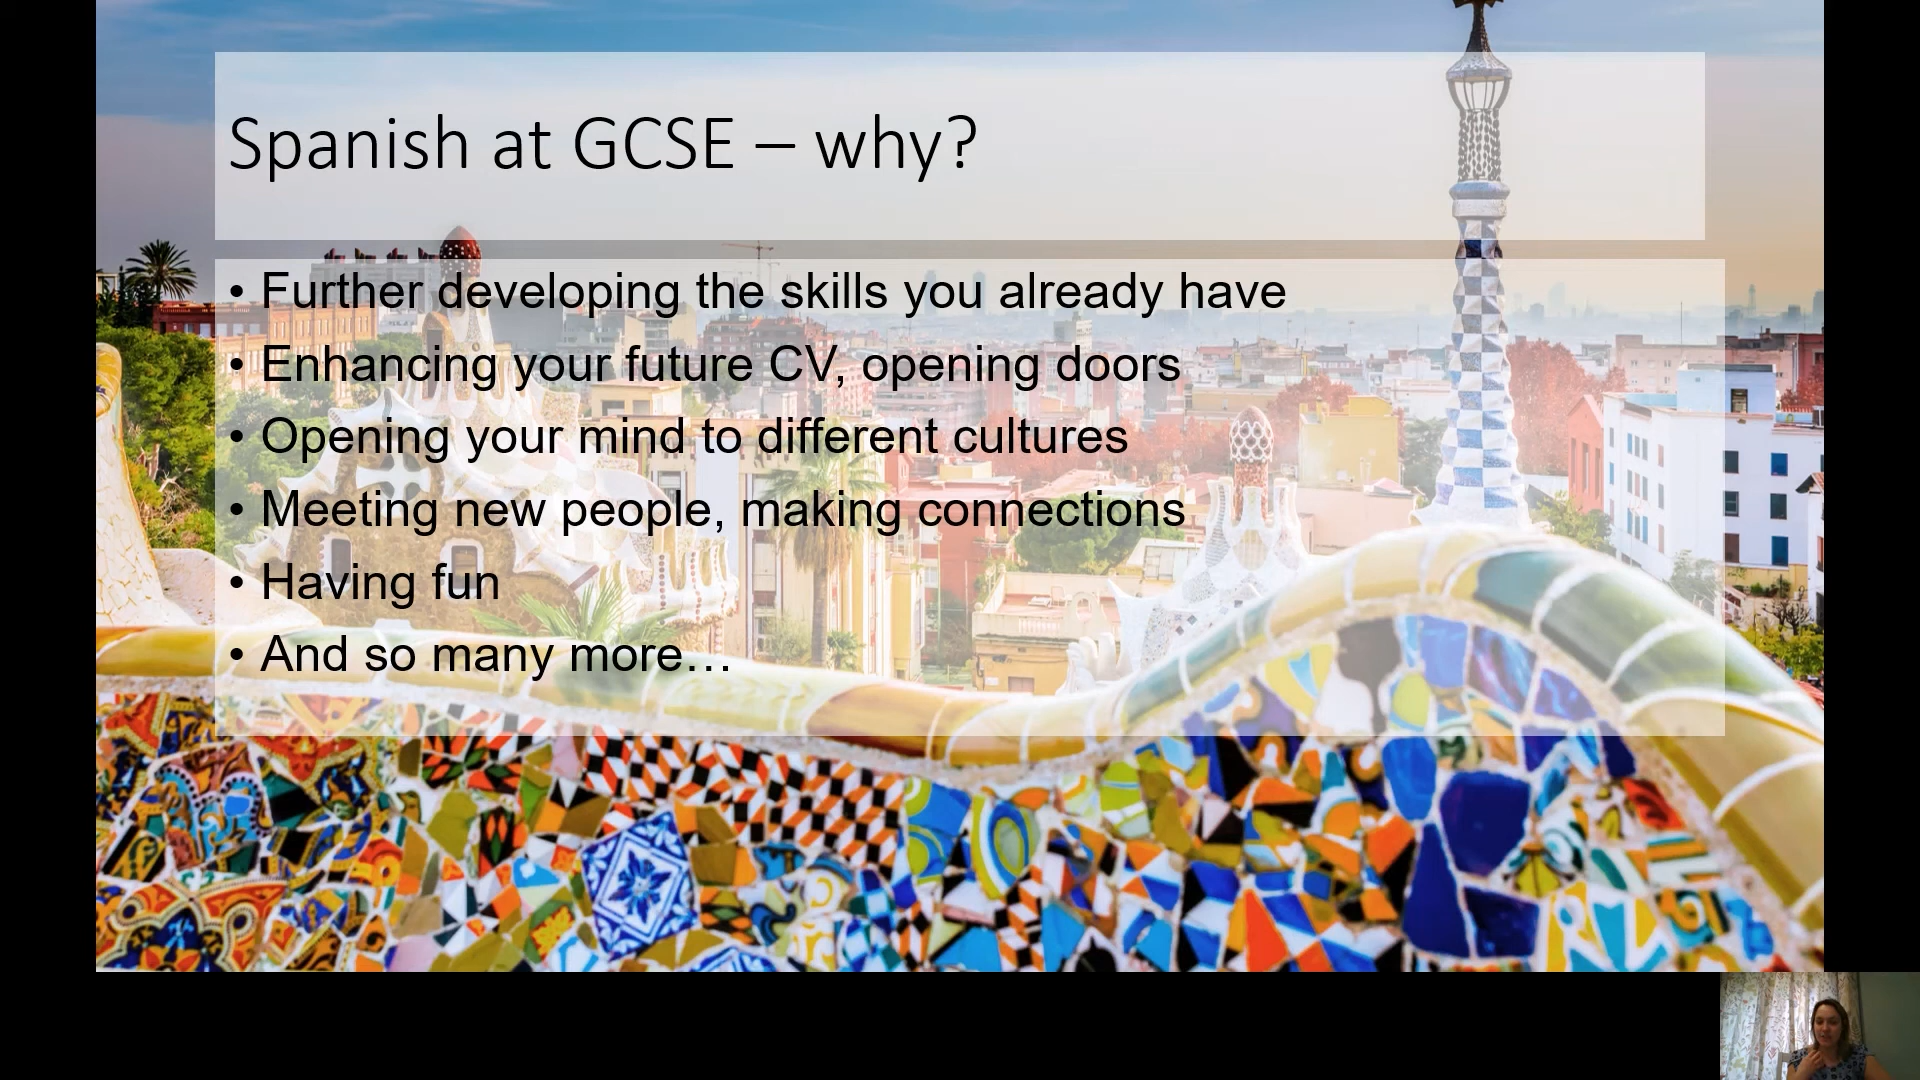 Spanish at GCSE – why?
• Further developing the skills you already have
• Enhancing your future CV, opening doors
• Opening your mind to different cultures
• Meeting new people, making connections
• Having fun
• And so many more…